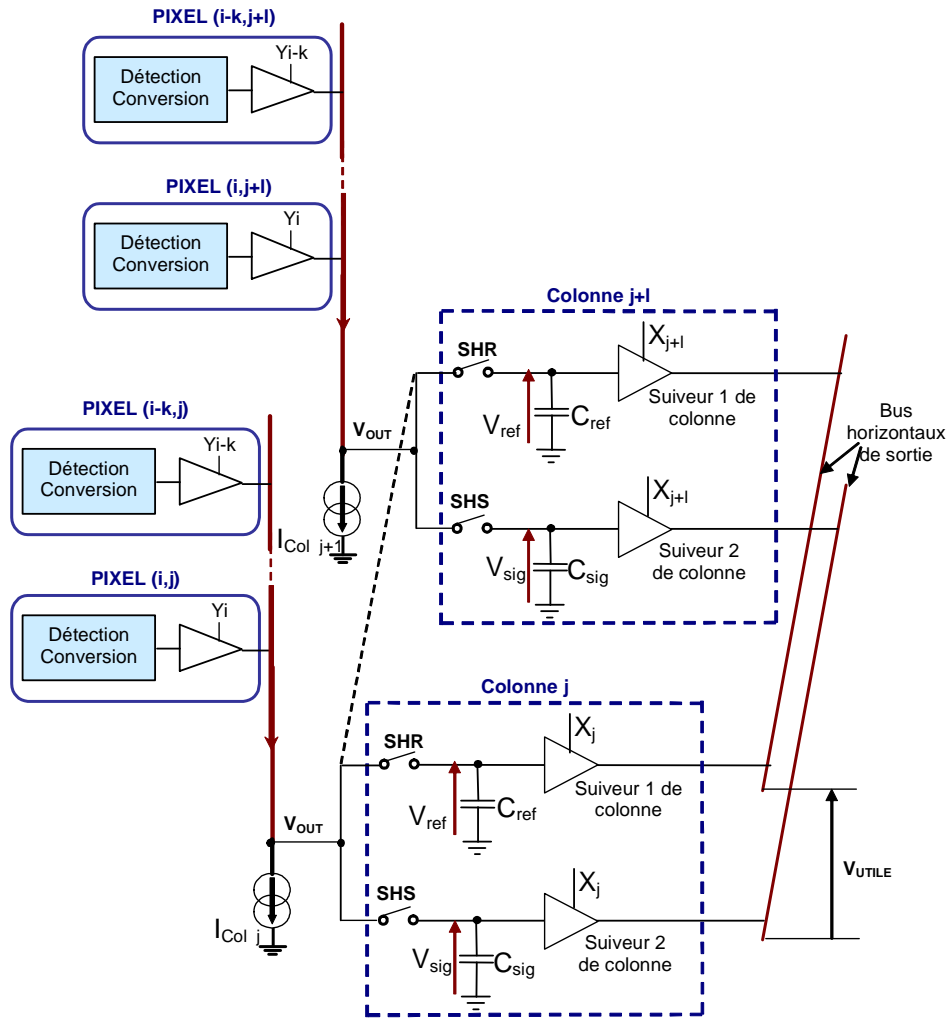 PIXEL (i-k,j+l)
Yi-k
Détection
Conversion
PIXEL (i,j+l)
Yi
Détection
Conversion
Colonne j+l
SHR
X j+l
Suiveur 1 de
colonne
Vref
Cref
VOUT
SHS
X j+l
Suiveur 2
de colonne
Vsig
Csig
ICol j+1
Bus
horizontaux
de sortie
PIXEL (i-k,j)
Yi-k
Détection
Conversion
PIXEL (i,j)
Yi
Détection
Conversion
Colonne j
SHR
Xj
Suiveur 1 de
colonne
Vref
Cref
VOUT
SHS
Xj
Suiveur 2
de colonne
Vsig
Csig
ICol j
VUTILE